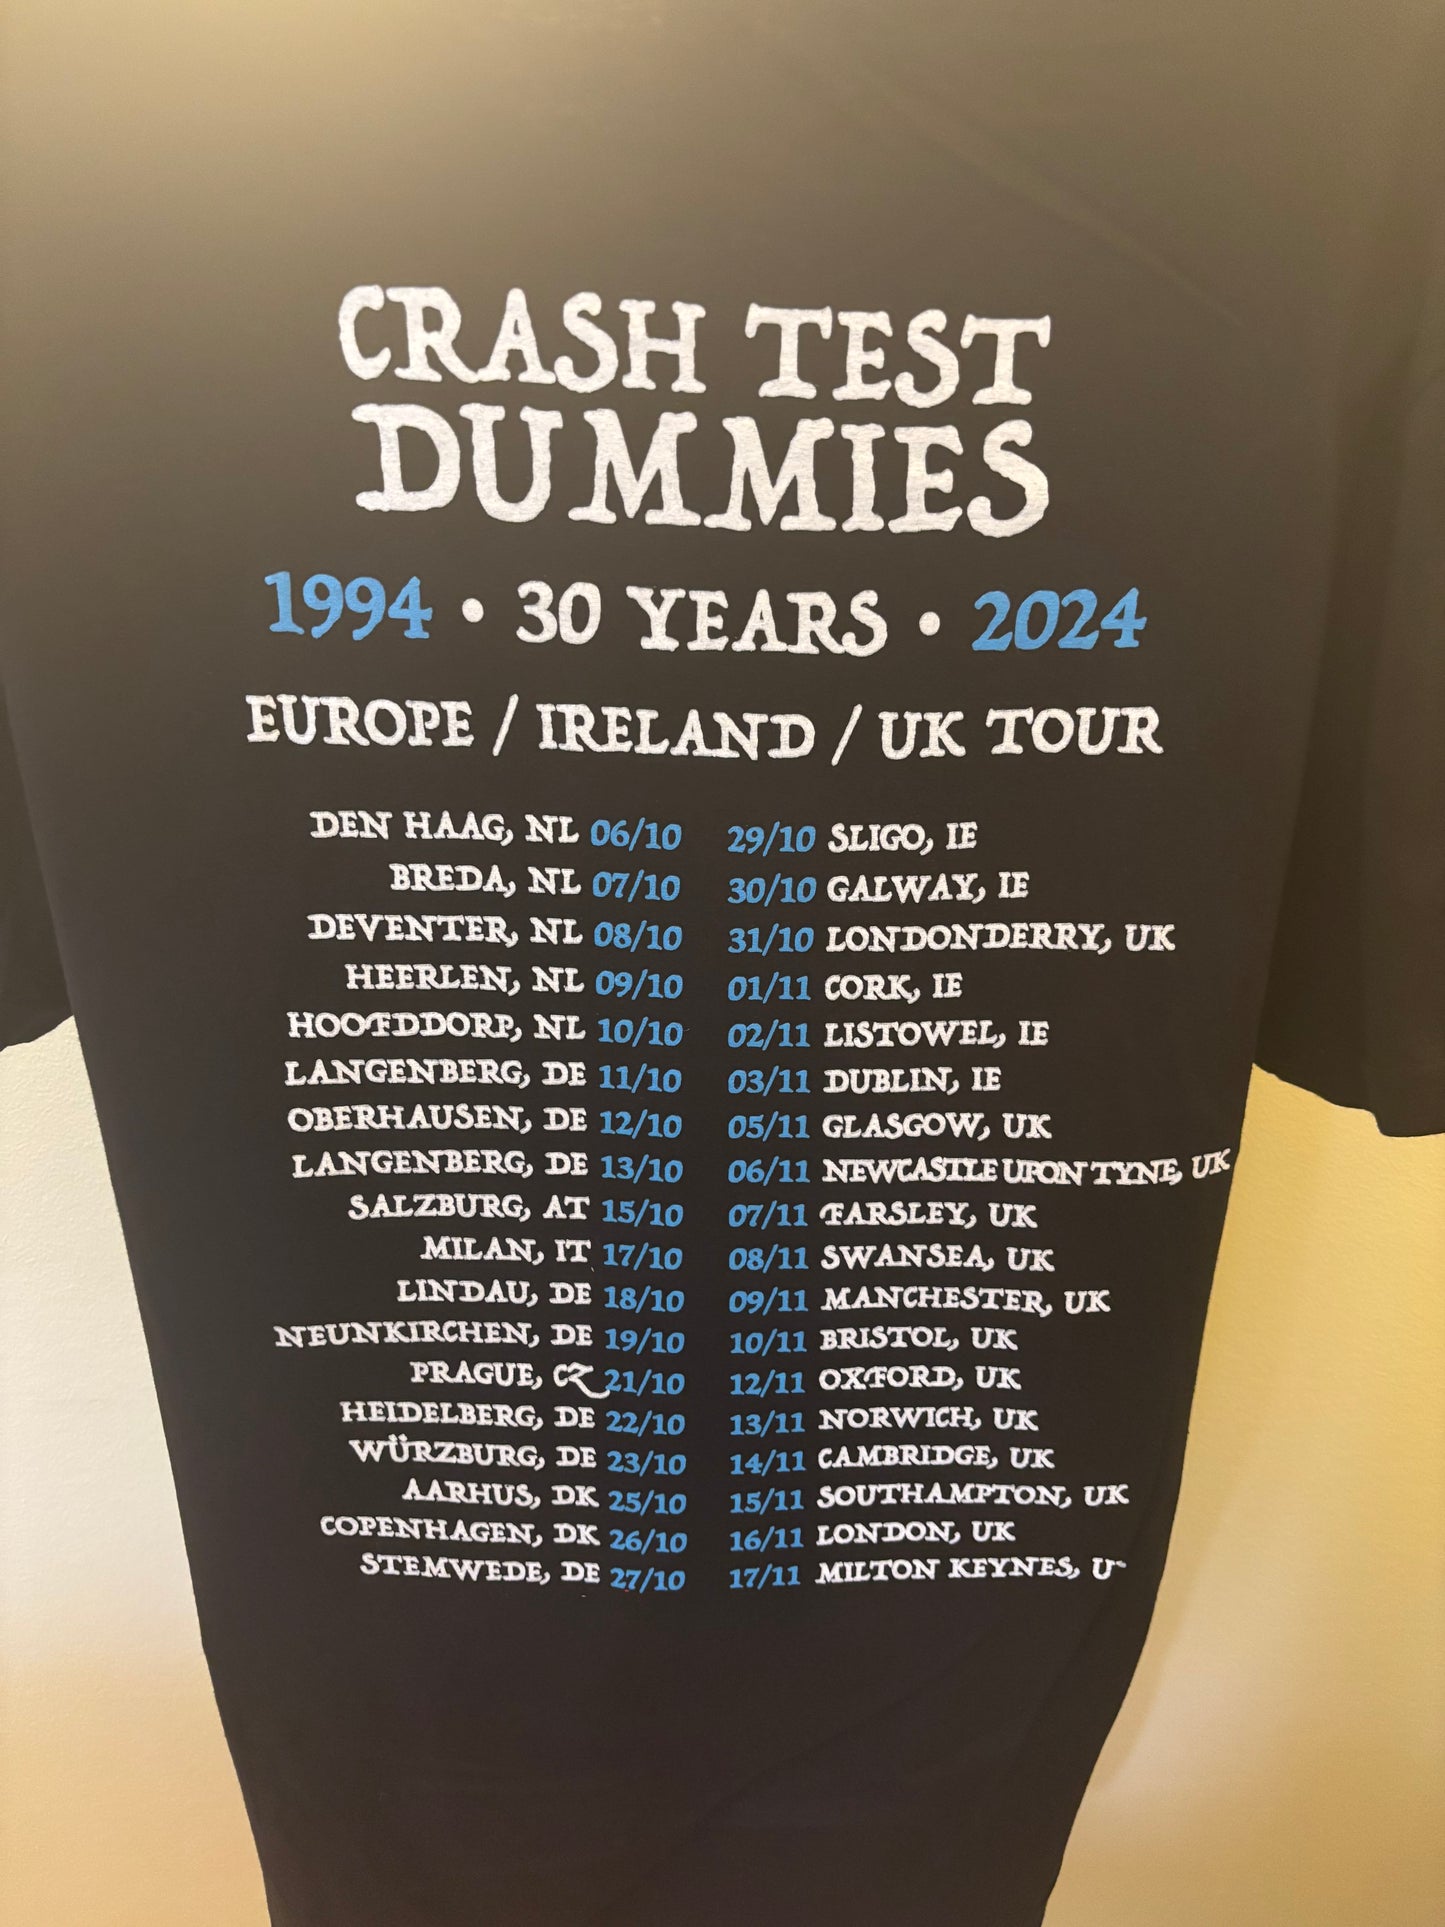 CRASH TEST
DUMMIES
1994 • 30 YEARS • 2024
EUROPE / IRELAND / UK TOUR
DEN HAAG, NL 06/10
BREDA, NL 07/10
DEVENTER, NL 08/10
HEERLEN, NL 09/10
HOOFDDORP, NL 10/10
LANGENBERG, DE 11/10
OBERHAUSEN, DE 12/10
LANGENBERG, DE 13/10
SALZBURG, AT 15/10
MILAN, IT 17/10
LINDAU, DE 18/10
NEUNKIRCHEN, DE 19/10
PRAGUE, CZ 21/10
HEIDELBERG, DE 22/10
WÜRZBURG, DE 23/10
AARHUS, DK 25/10
COPENHAGEN, DK 26/10
STEMWEDE, DE 27/10
29/10 SLIGO, IE
30/10 GALWAY, IE
31/10 LONDONDERRY, UK
01/11 CORK, IE
02/11 LISTOWEL, IE
03/11 DUBLIN, IE
05/11 GLASGOW, UK
06/11 NEWCASTLE UPON TYNE, UK
07/11 FARSLEY, UK
08/11 SWANSEA, UK
09/11 MANCHESTER, UK
10/11 BRISTOL, UK
12/11 OXFORD, UK
13/11 NORWICH, UK
14/11 CAMBRIDGE, UK
15/11 SOUTHAMPTON, UK
16/11 LONDON, UK
17/11 MILTON KEYNES,